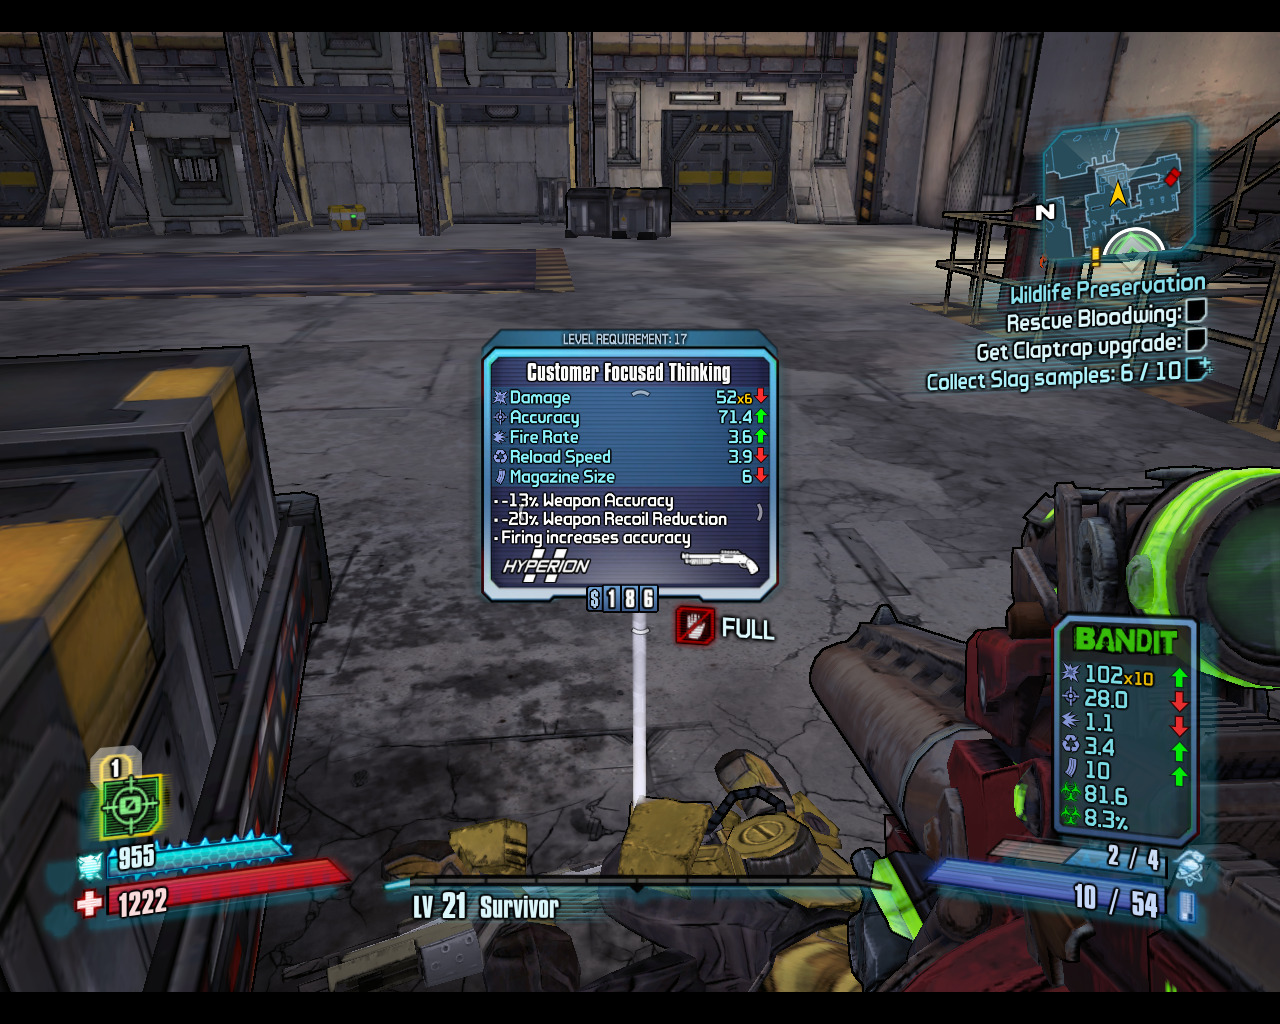 N
Wildlife Preservation
Rescue Bloodwing:
Get Claptrap upgrade:
Collect Slag samples: 6 / 10
LEVEL REQUIREMENT: 17
Customer Focused Thinking
Damage 52x6
Accuracy 71.4
Fire Rate 3.6
Reload Speed 3.9
Magazine Size 6
• -13% Weapon Accuracy
• -20% Weapon Recoil Reduction
• Firing increases accuracy
HYPERION
$186
FULL
BANDIT
102x10
28.0
1.1
3.4
10
81.6
8.3%
1
955
1222
LV 21 Survivor
2 / 4
10 / 54